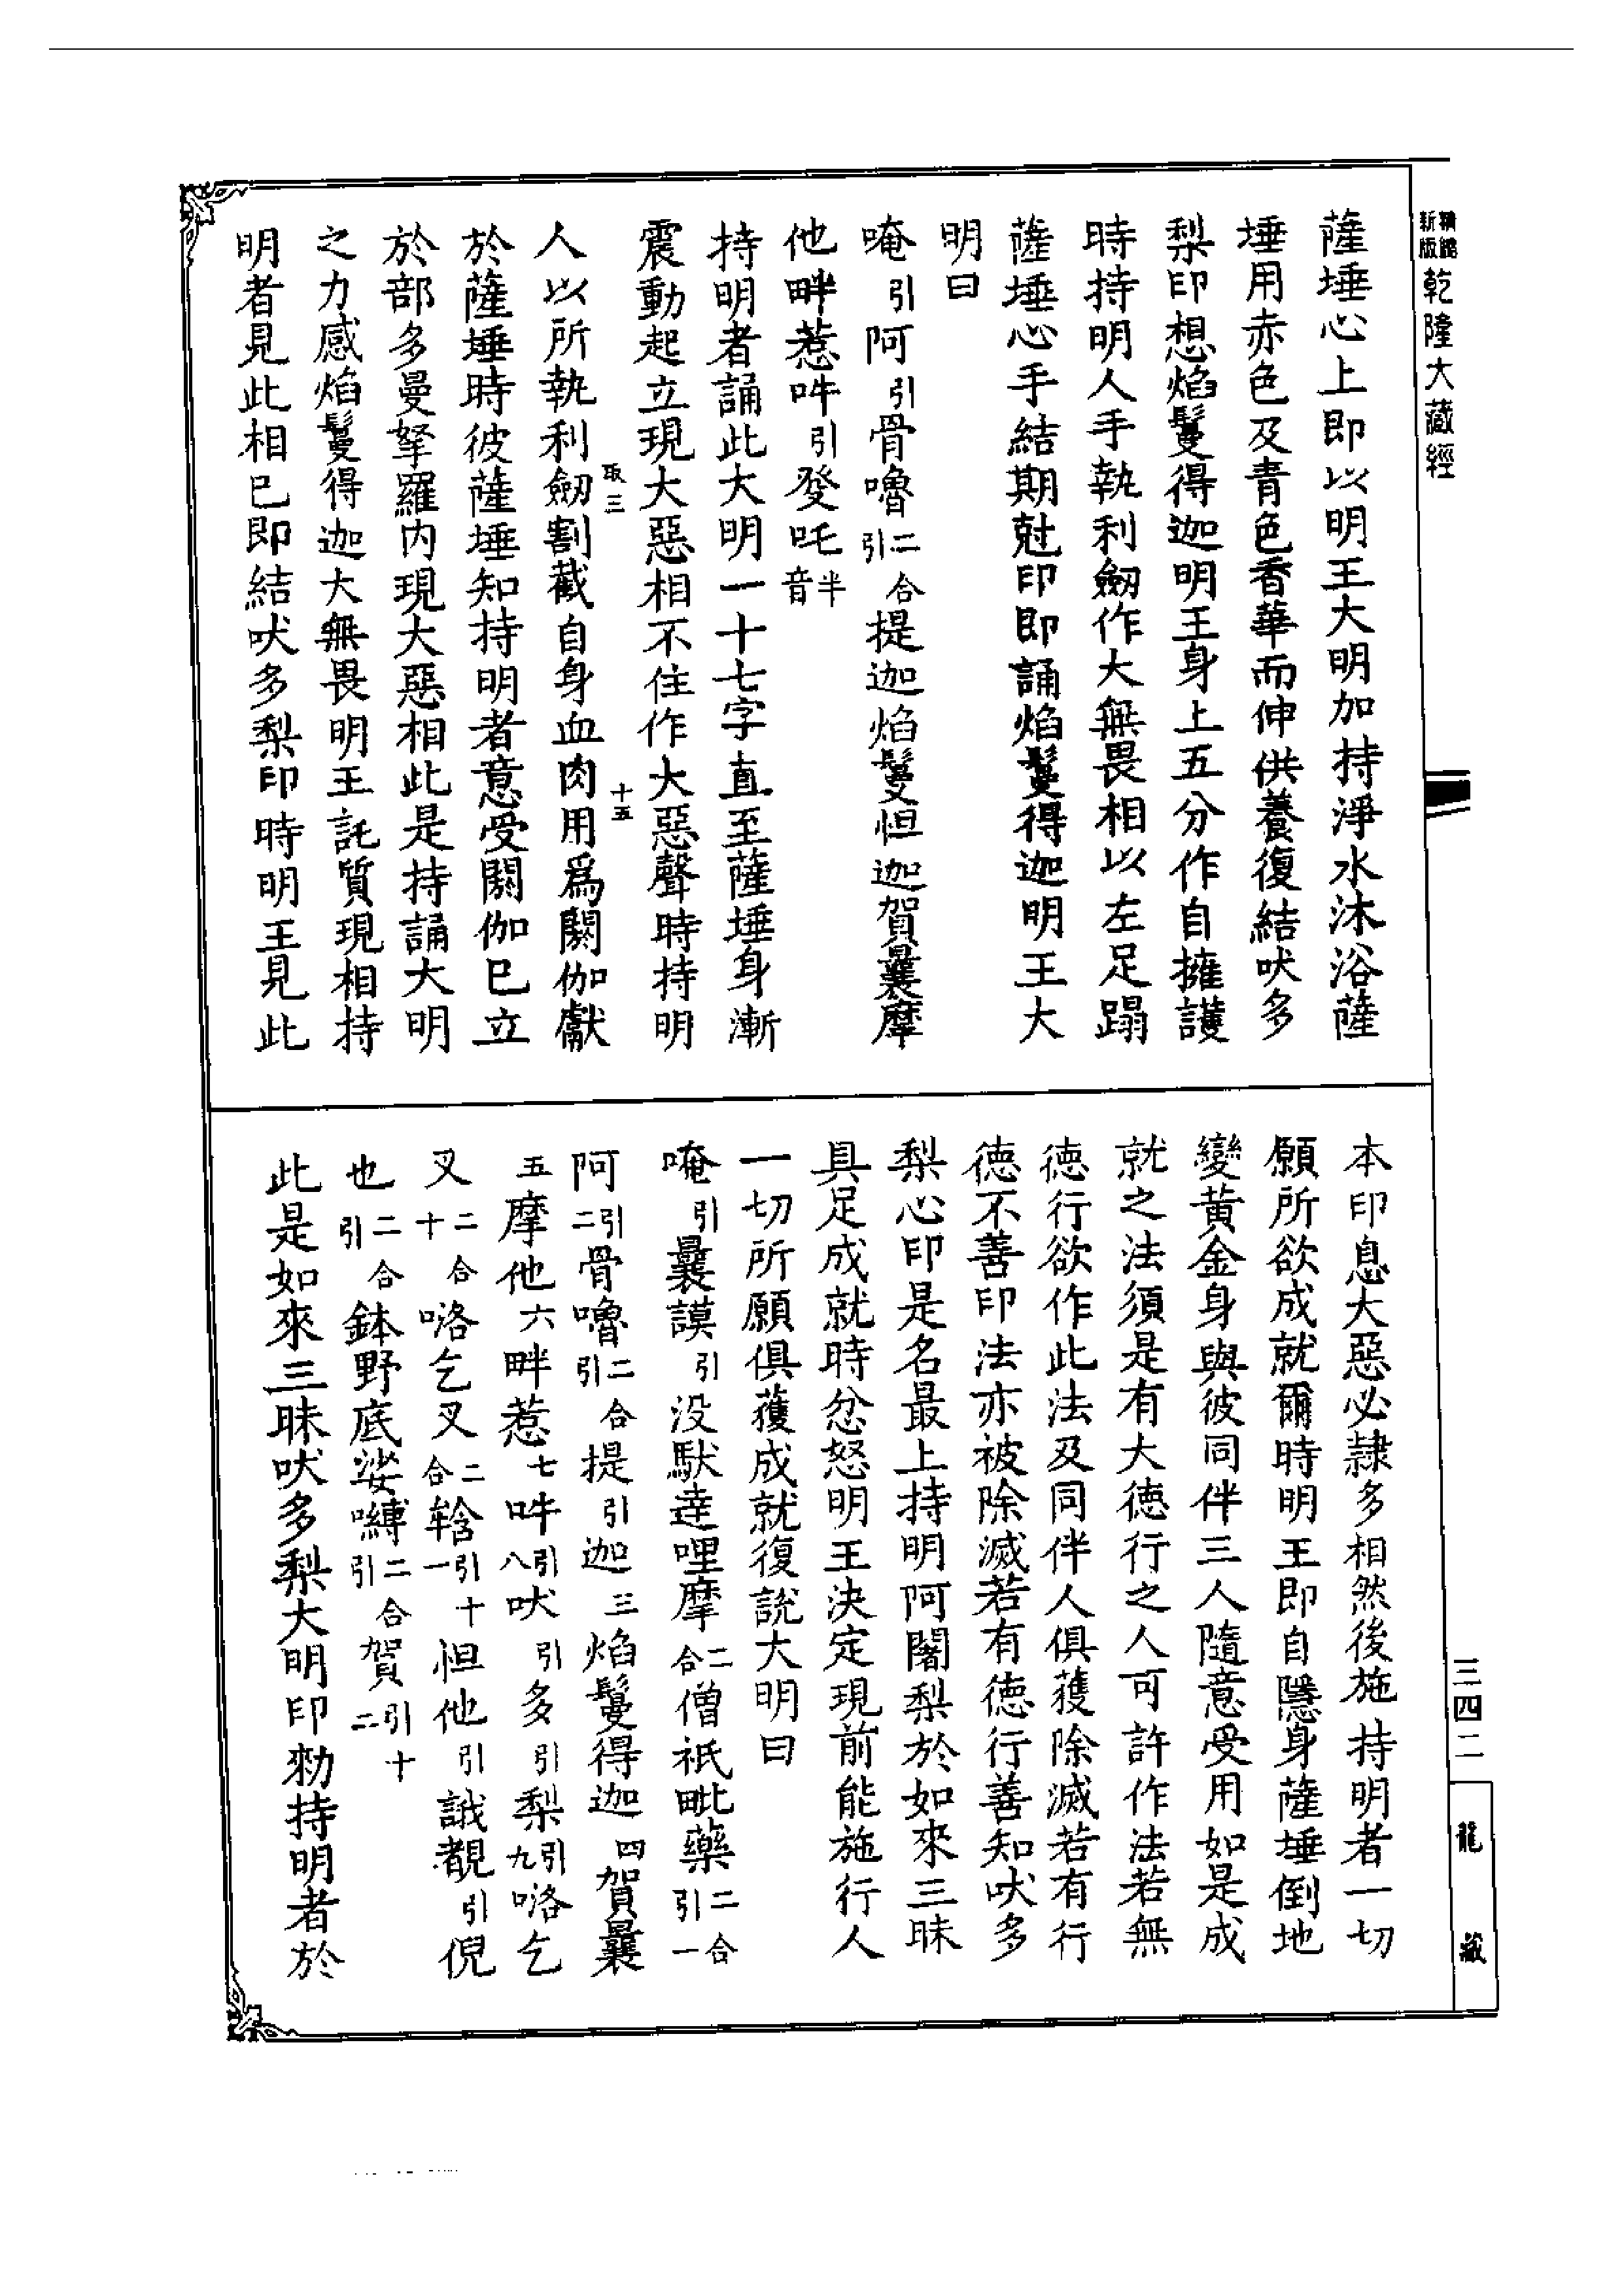 新版
乾隆大藏經
薩埵心上即以明王大明加持淨水沐浴薩
埵用赤色及青色香華而伸供養復結吠多
梨印想焰鬘得迦明王身上五分作自擁護
時持明人手執利劒作大無畏相以左足蹋
薩埵心手結期尅印即誦焰鬘得迦明王大
明曰
唵引阿引骨嚕二合引提迦焰鬘怛迦賀曩摩
他畔惹吽引發吒半音
持明者誦此大明一十七字直至薩埵身漸
震動起立現大惡相不住作大惡聲時持明
取三
十五
人以所執利劒割截自身血肉用爲閼伽獻
於薩埵時彼薩埵知持明者意受閼伽已立
於部多曼拏羅內現大惡相此是持誦大明
之力感焰鬘得迦大無畏明王託質現相持
明者見此相已即結吠多梨印時明王見此
本印息大惡必隸多相然後施持明者一切
願所欲成就爾時明王即自隱身薩埵倒地
變黃金身與彼同伴三人隨意受用如是成
就之法須是有大德行之人可許作法若無
德行欲作此法及同伴人俱獲除滅若有行
德不善印法亦被除滅若有德行善知吠多
梨心印是名最上持明阿闍梨於如來三昧
具足成就時忿怒明王決定現前能施行人
一切所願俱獲成就復說大明曰
唵引曩謨引没馱達哩摩二合僧祇毗藥二合引一
阿引二骨嚕二合引提引迦三焰鬘得迦四賀曩
五摩他六畔惹七吽引八吠引多引梨引九咯乞
叉二合十咯乞叉二合輡引十一怛他引誐覩引倪
也二合引鉢野底娑嚩二合引賀引十二
此是如來三昧吠多梨大明印勑持明者於
三四二
龍藏